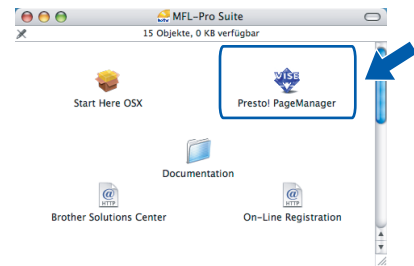 MFL-Pro Suite
15 Objekte, 0 KB verfügbar
VISE
Start Here OSX
Presto! PageManager
Documentation
@ @
HTTP HTTP
Brother Solutions Center
On-Line Registration